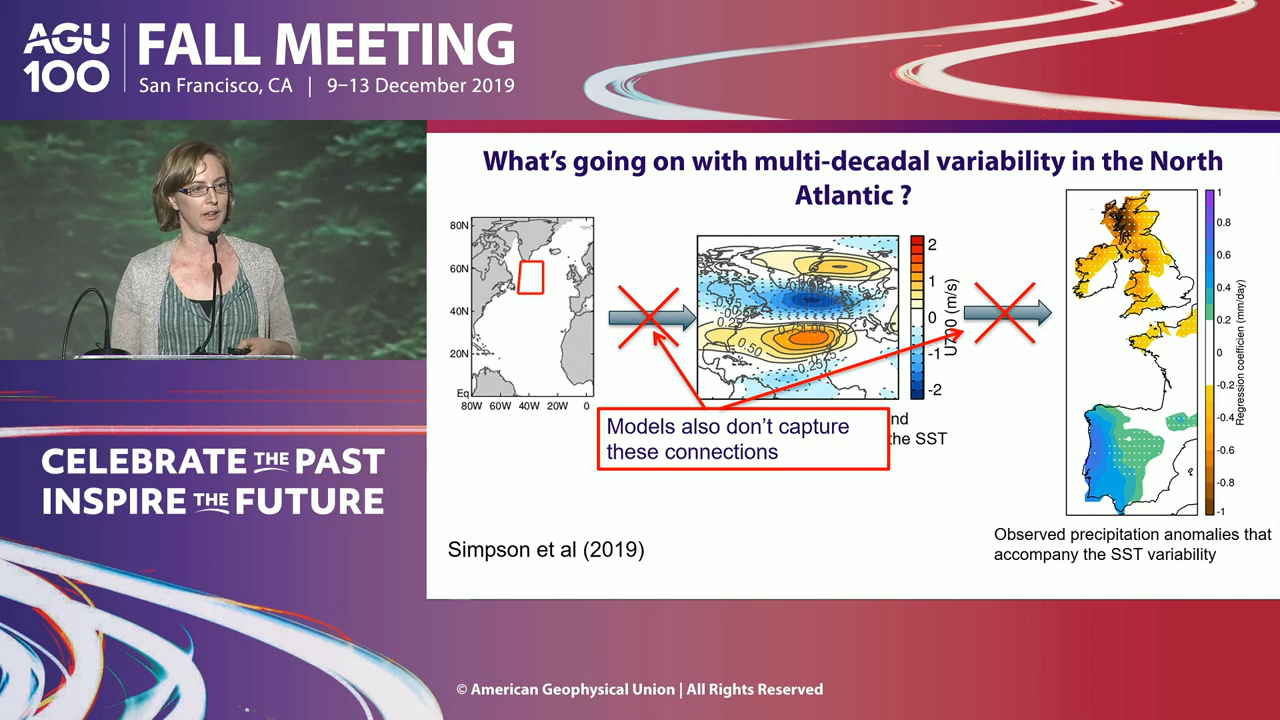 AGU
100
FALL MEETING
San Francisco, CA | 9–13 December 2019
What's going on with multi-decadal variability in the North
Atlantic ?
80N
60N
40N
20N
Eq
80W 60W 40W 20W 0
2
1
0
-1
-2
U700 (m/s)
Models also don't capture
these connections
nd
the SST
1
0.8
0.6
0.4
0.2
0
-0.2
-0.4
-0.6
-0.8
-1
Regression coefficien (mm/day)
Observed precipitation anomalies that
accompany the SST variability
Simpson et al (2019)
CELEBRATE THE PAST
INSPIRE THE FUTURE
© American Geophysical Union | All Rights Reserved